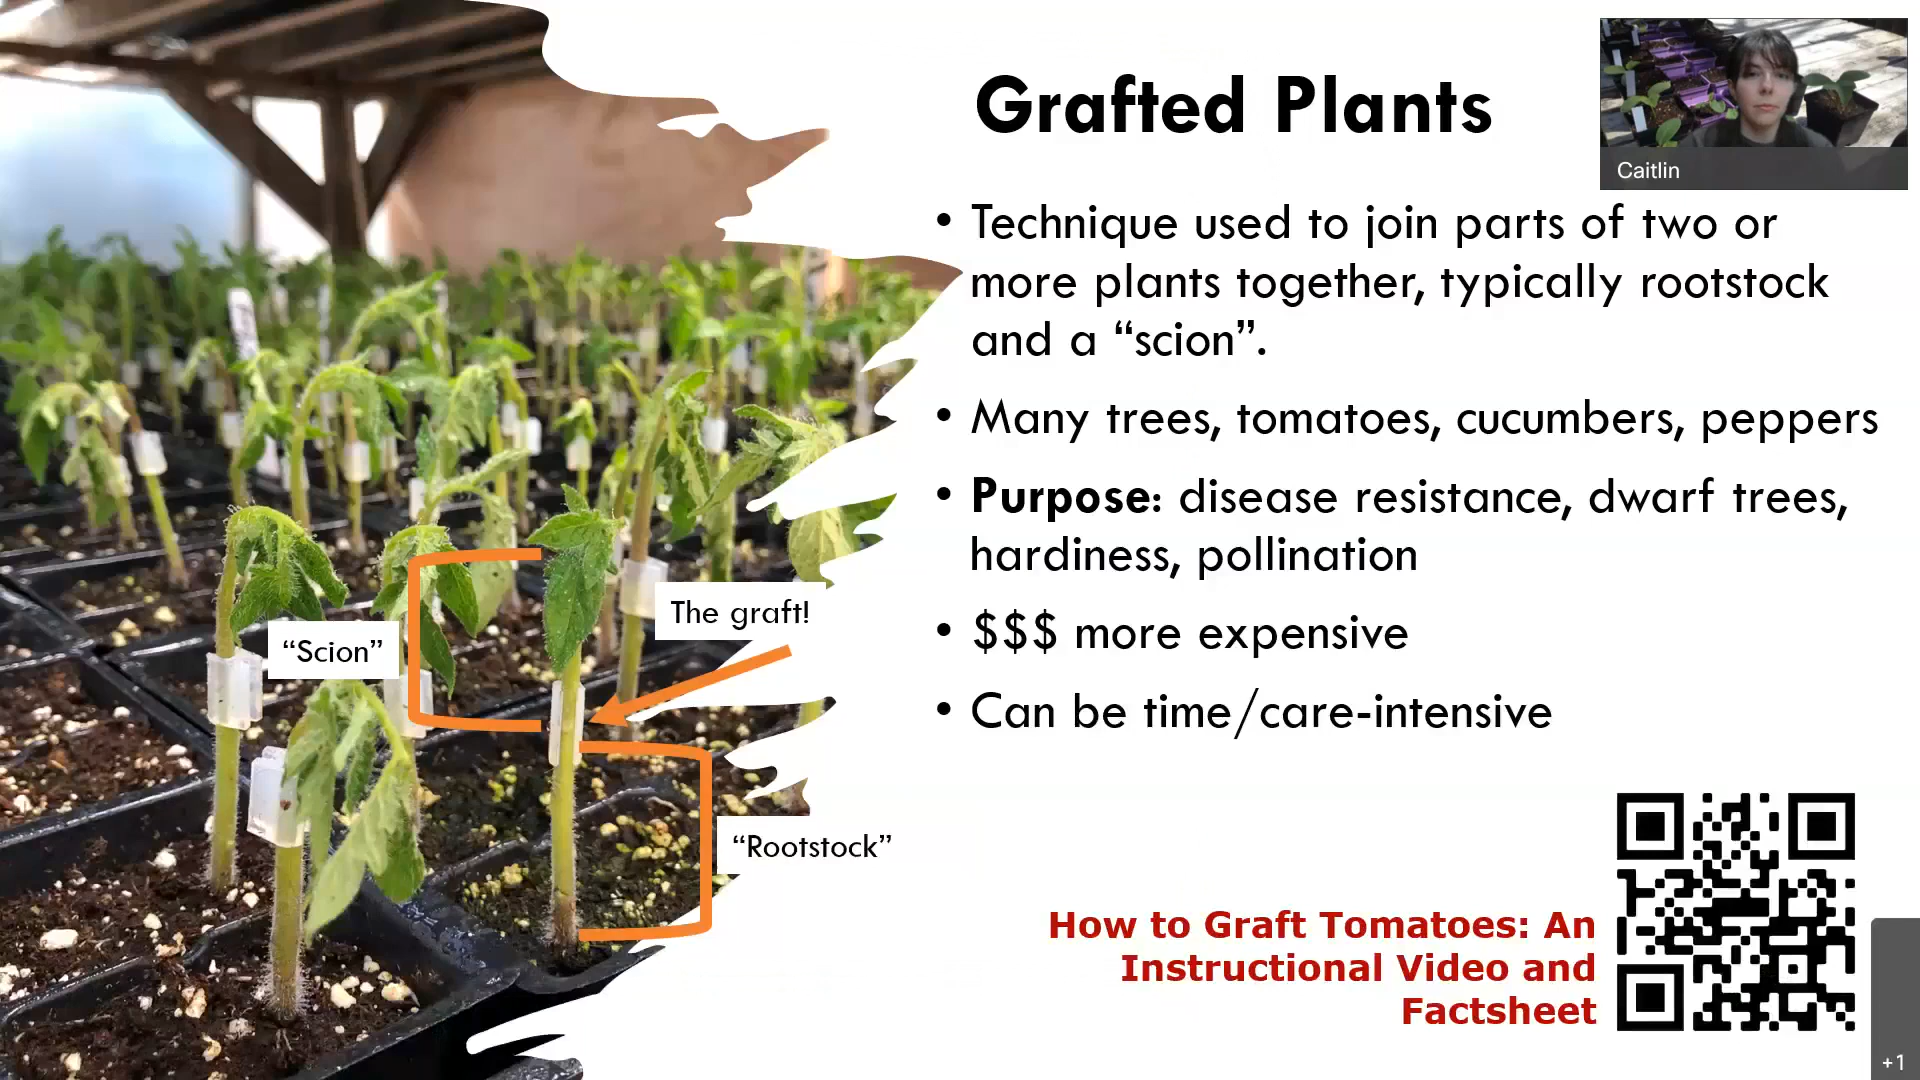 Grafted Plants
Caitlin
• Technique used to join parts of two or
more plants together, typically rootstock
and a “scion”.
• Many trees, tomatoes, cucumbers, peppers
• Purpose: disease resistance, dwarf trees,
hardiness, pollination
• $$$ more expensive
• Can be time/care-intensive
The graft!
“Scion”
“Rootstock”
How to Graft Tomatoes: An
Instructional Video and
Factsheet
+1